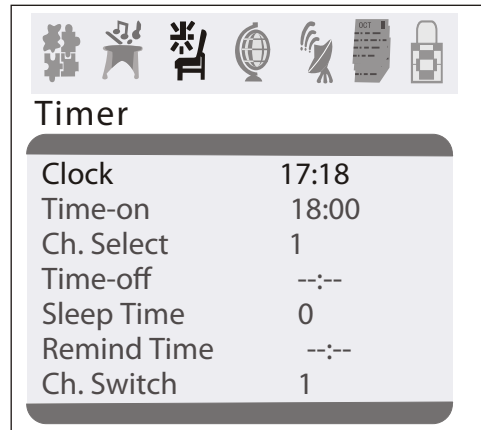 OCT
Timer
Clock 17:18
Time-on 18:00
Ch. Select 1
Time-off --:--
Sleep Time 0
Remind Time --:--
Ch. Switch 1